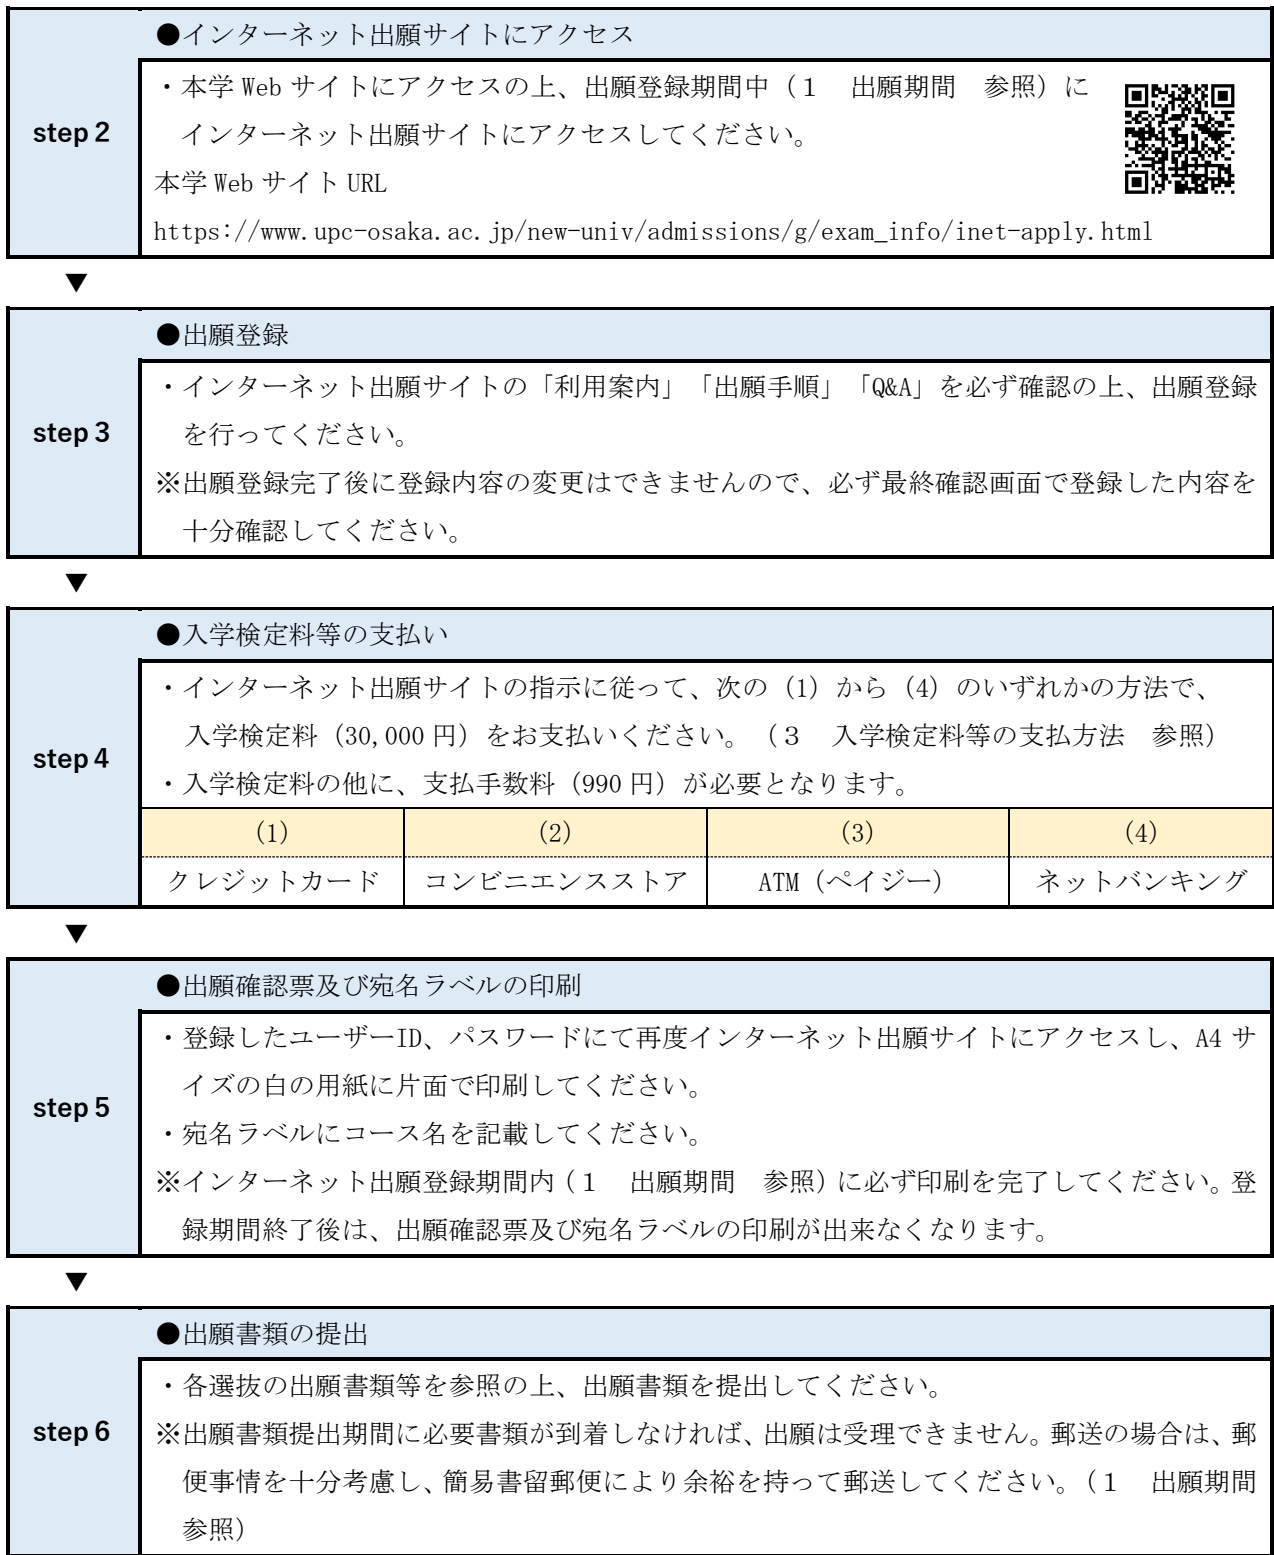 ●インターネット出願サイトにアクセス
step 2
・本学 Web サイトにアクセスの上、出願登録期間中（１　出願期間　参照）に
インターネット出願サイトにアクセスしてください。
本学 Web サイト URL
https://www.upc-osaka.ac.jp/new-univ/admissions/g/exam_info/inet-apply.html
▼
●出願登録
step 3
・インターネット出願サイトの「利用案内」「出願手順」「Q&A」を必ず確認の上、出願登録
を行ってください。
※出願登録完了後に登録内容の変更はできませんので、必ず最終確認画面で登録した内容を
十分確認してください。
▼
●入学検定料等の支払い
step 4
・インターネット出願サイトの指示に従って、次の（1）から（4）のいずれかの方法で、
入学検定料（30,000 円）をお支払いください。（３　入学検定料等の支払方法　参照）
・入学検定料の他に、支払手数料（990 円）が必要となります。
（1） （2） （3） （4）
クレジットカード コンビニエンスストア ATM（ペイジー） ネットバンキング
▼
●出願確認票及び宛名ラベルの印刷
step 5
・登録したユーザーID、パスワードにて再度インターネット出願サイトにアクセスし、A4 サ
イズの白の用紙に片面で印刷してください。
・宛名ラベルにコース名を記載してください。
※インターネット出願登録期間内（１　出願期間　参照）に必ず印刷を完了してください。登
録期間終了後は、出願確認票及び宛名ラベルの印刷が出来なくなります。
▼
●出願書類の提出
step 6
・各選抜の出願書類等を参照の上、出願書類を提出してください。
※出願書類提出期間に必要書類が到着しなければ、出願は受理できません。郵送の場合は、郵
便事情を十分考慮し、簡易書留郵便により余裕を持って郵送してください。（１　出願期間
参照）